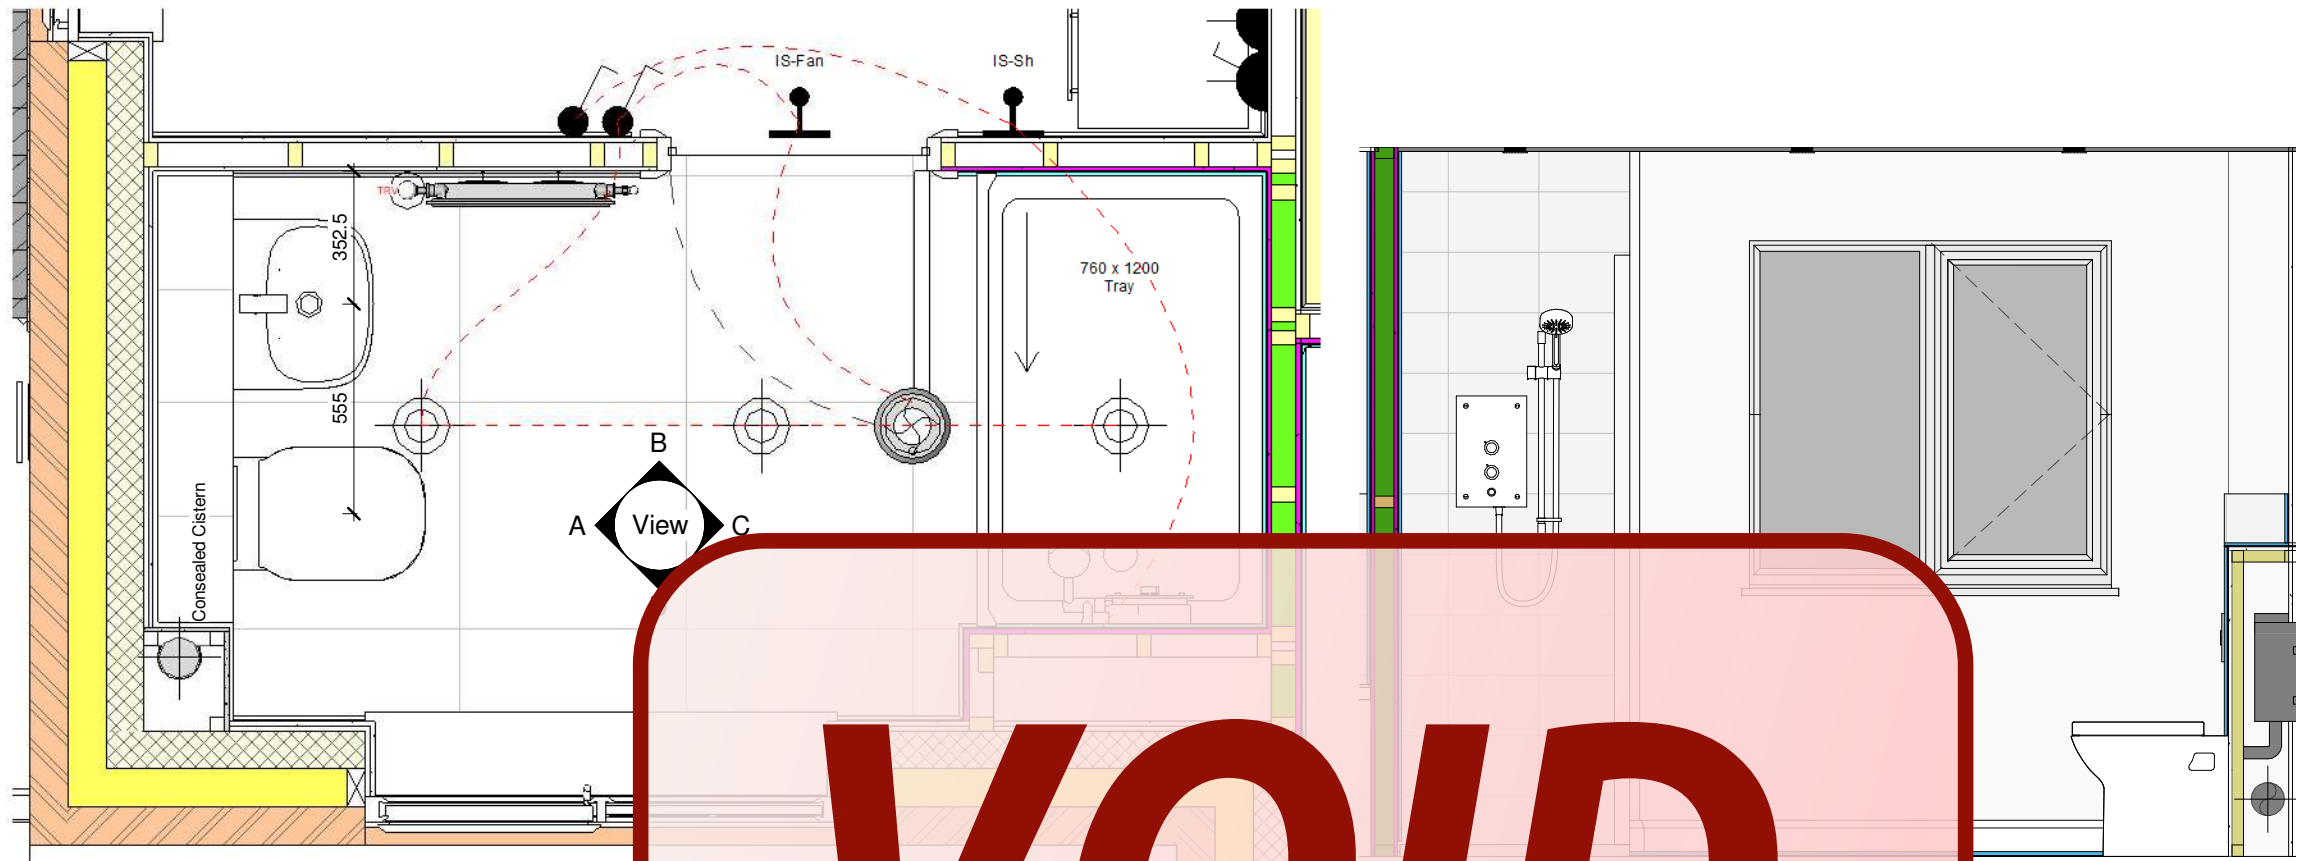 IS-Fan
IS-Sh
TRV
352.5
760 x 1200
Tray
555
B
A
View
C
Consealed Cistern
VOID